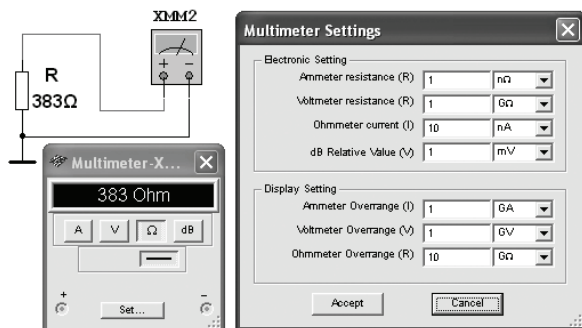 XMM2
+ −
R
383Ω
Multimeter-X...
383 Ohm
A V Ω dB
+ −
Set...
Multimeter Settings
Electronic Setting
Ammeter resistance (R) 1 nΩ
Voltmeter resistance (R) 1 GΩ
Ohmmeter current (I) 10 nA
dB Relative Value (V) 1 mV
Display Setting
Ammeter Overrange (I) 1 GA
Voltmeter Overrange (V) 1 GV
Ohmmeter Overrange (R) 10 GΩ
Accept Cancel